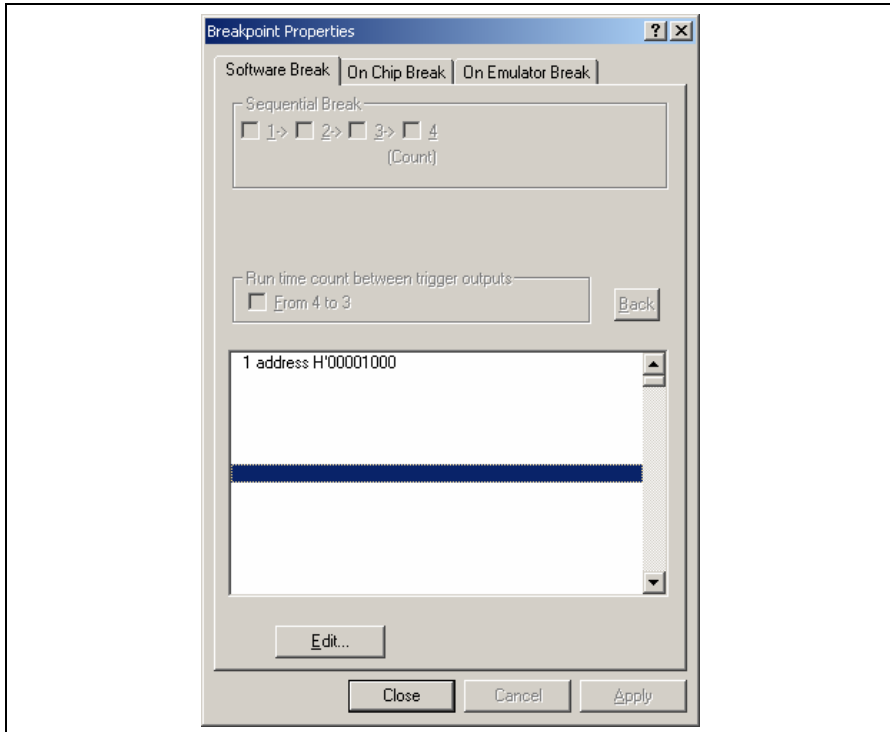 Breakpoint Properties
Software Break On Chip Break On Emulator Break
Sequential Break
1-> 2-> 3-> 4
(Count)
Run time count between trigger outputs
From 4 to 3
Back
1 address H'00001000
Edit...
Close Cancel Apply